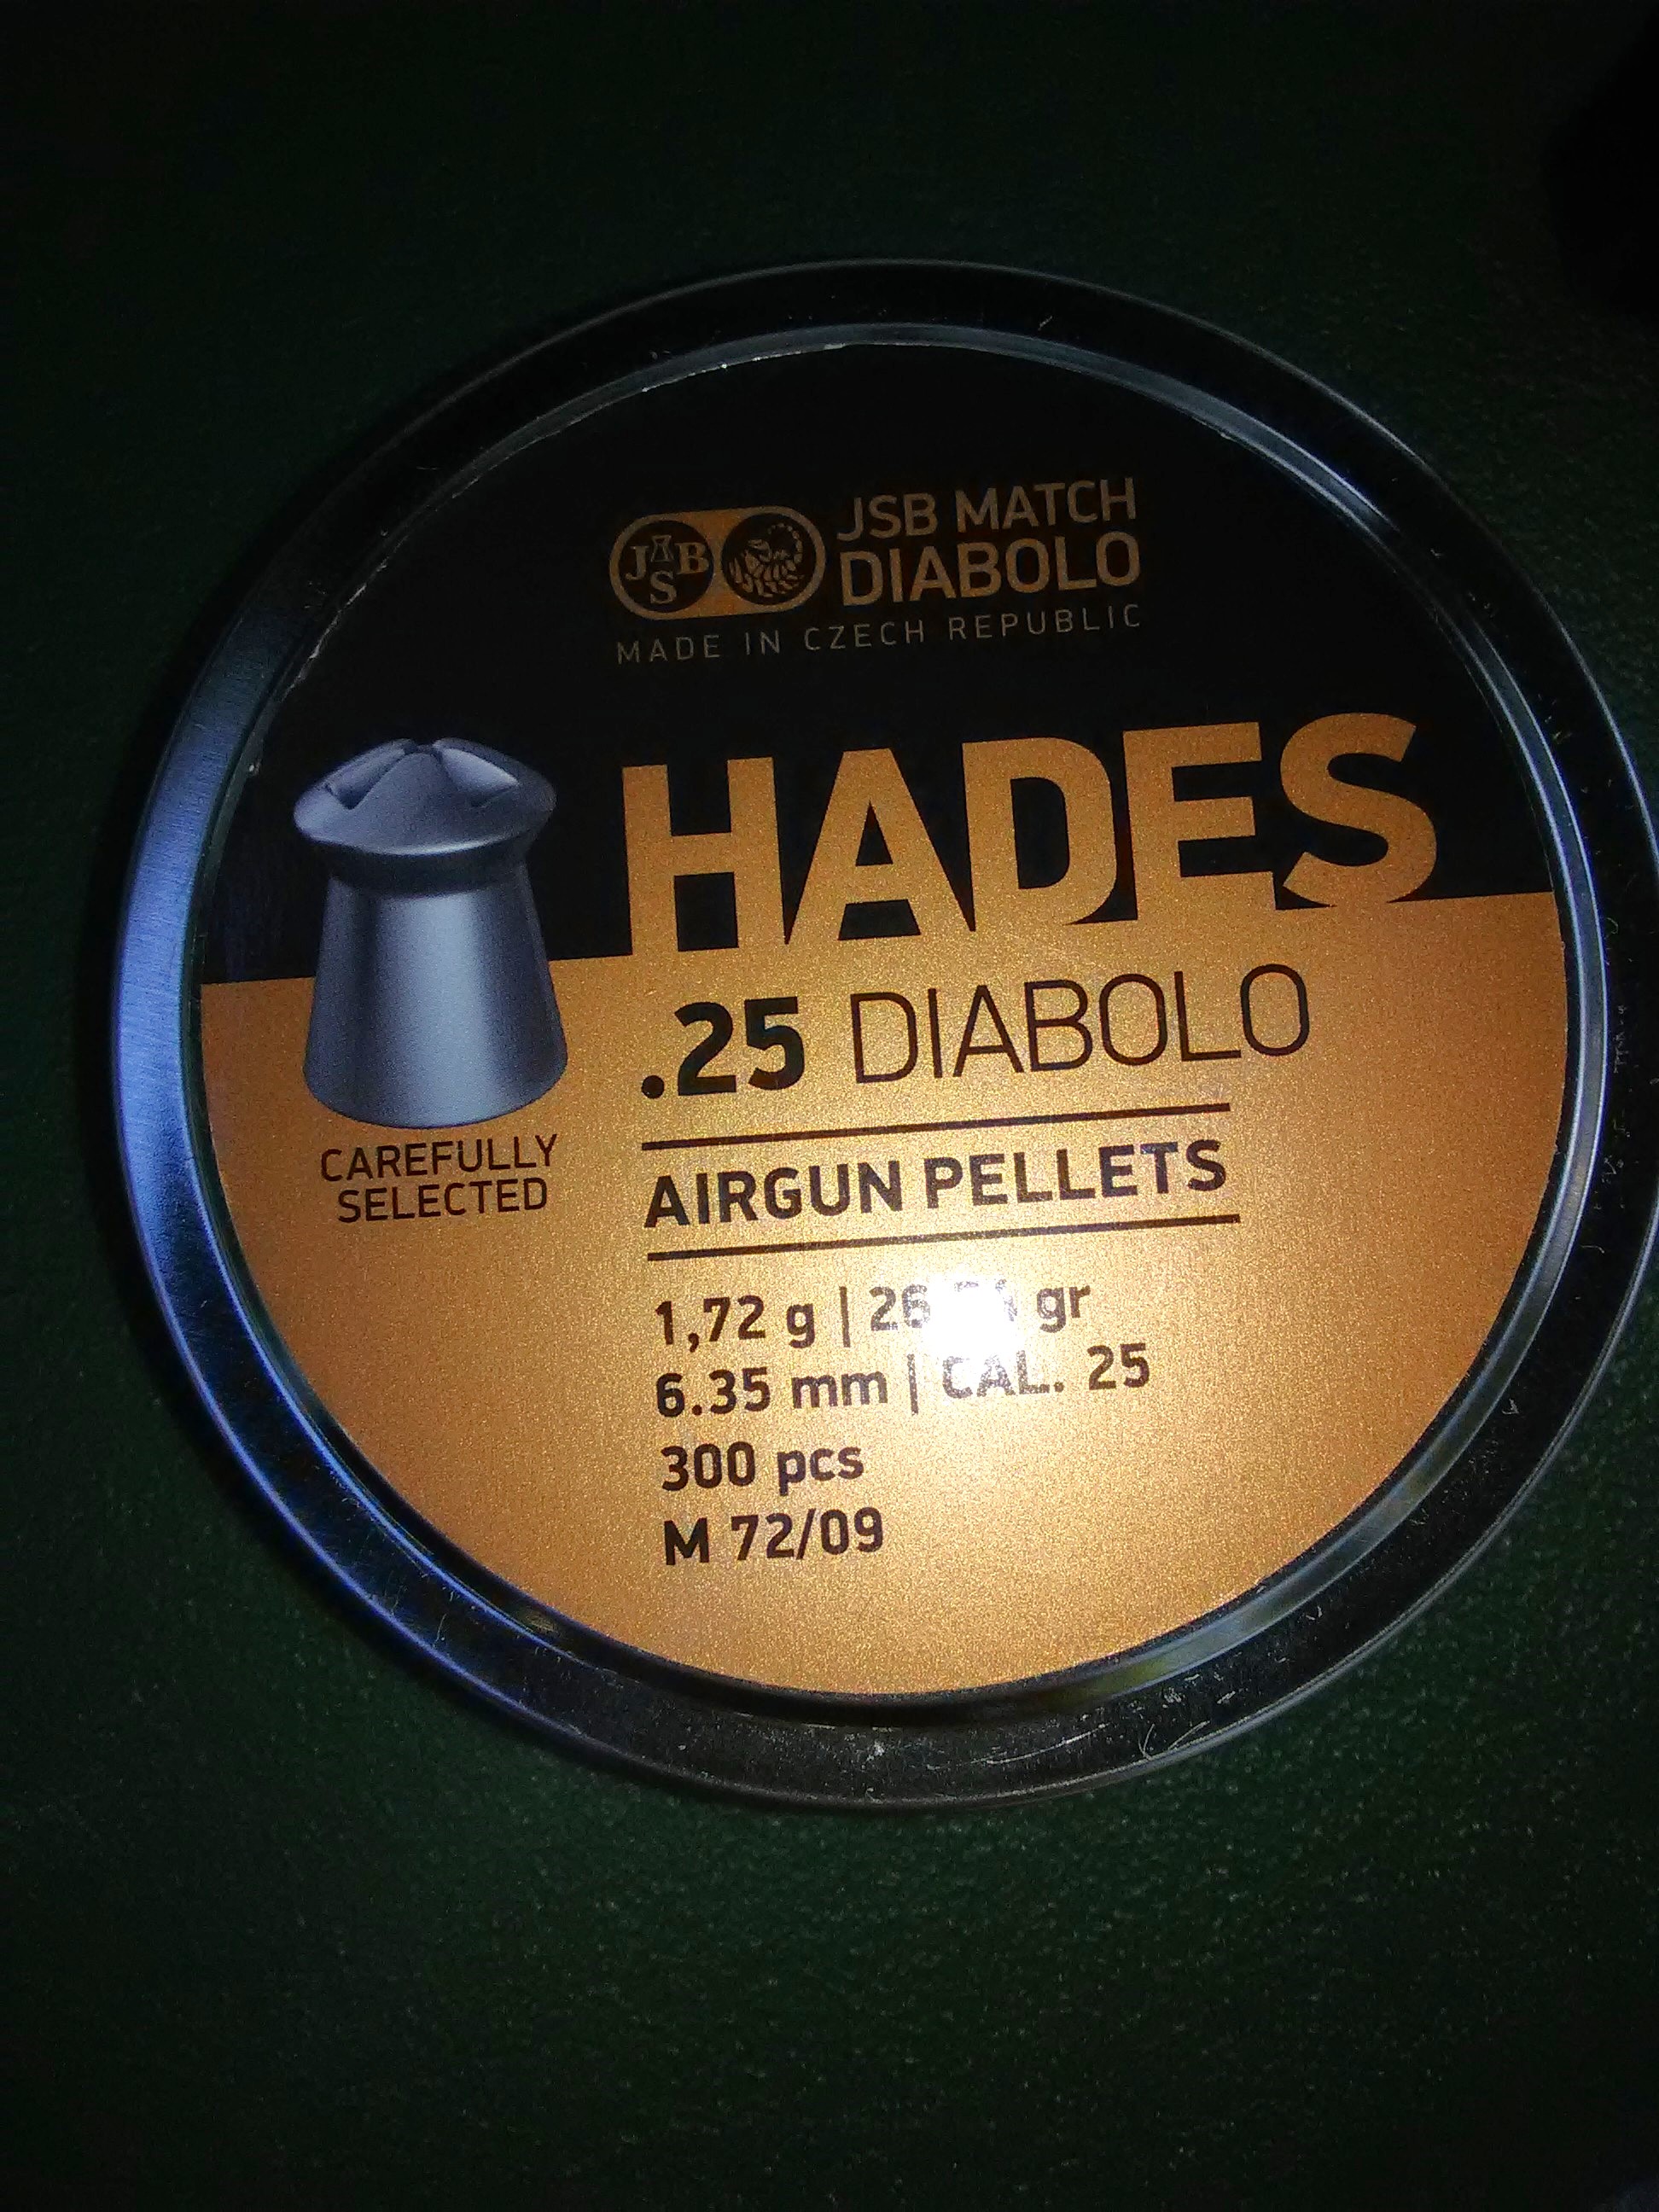 JSB
JSB MATCH
DIABOLO
MADE IN CZECH REPUBLIC
HADES
.25 DIABOLO
CAREFULLY
SELECTED
AIRGUN PELLETS
1,72 g | gr
6.35 mm | CAL. 25
300 pcs
M 72/09